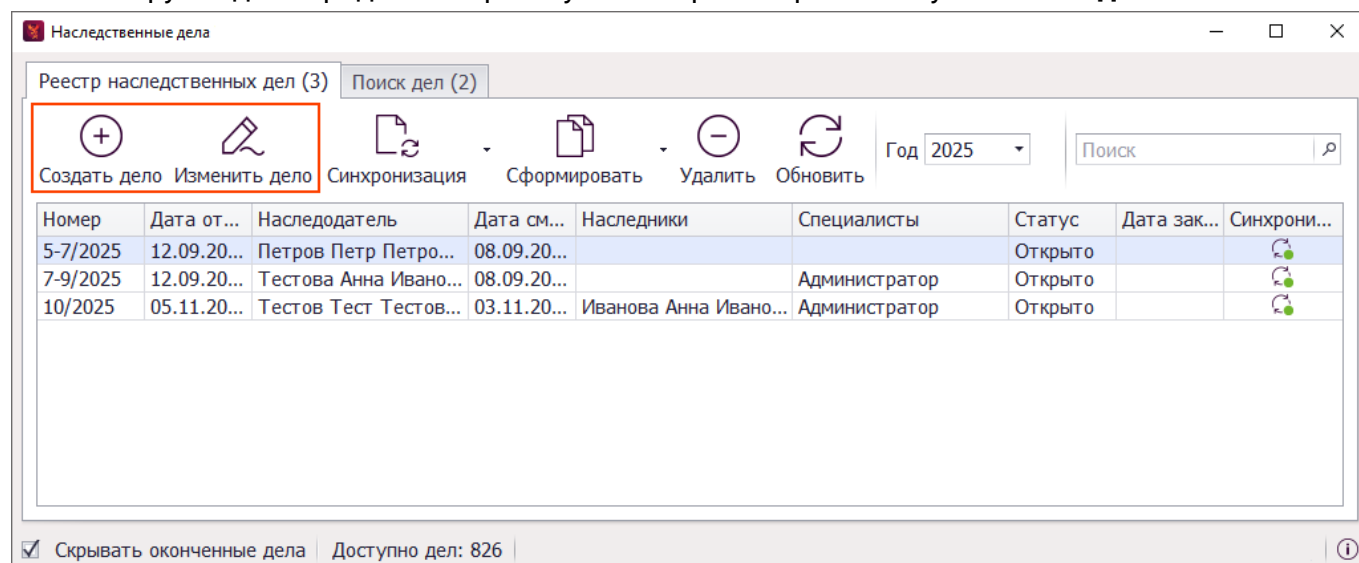 Наследственные дела
Реестр наследственных дел (3) Поиск дел (2)
Создать дело Изменить дело Синхронизация Сформировать Удалить Обновить Год 2025 Поиск
Номер Дата от... Наследодатель Дата см... Наследники Специалисты Статус Дата зак... Синхрони...
5-7/2025 12.09.20... Петров Петр Петро... 08.09.20... Открыто
7-9/2025 12.09.20... Тестова Анна Ивано... 08.09.20... Администратор Открыто
10/2025 05.11.20... Тестов Тест Тестов... 03.11.20... Иванова Анна Ивано... Администратор Открыто
Скрывать оконченные дела Доступно дел: 826